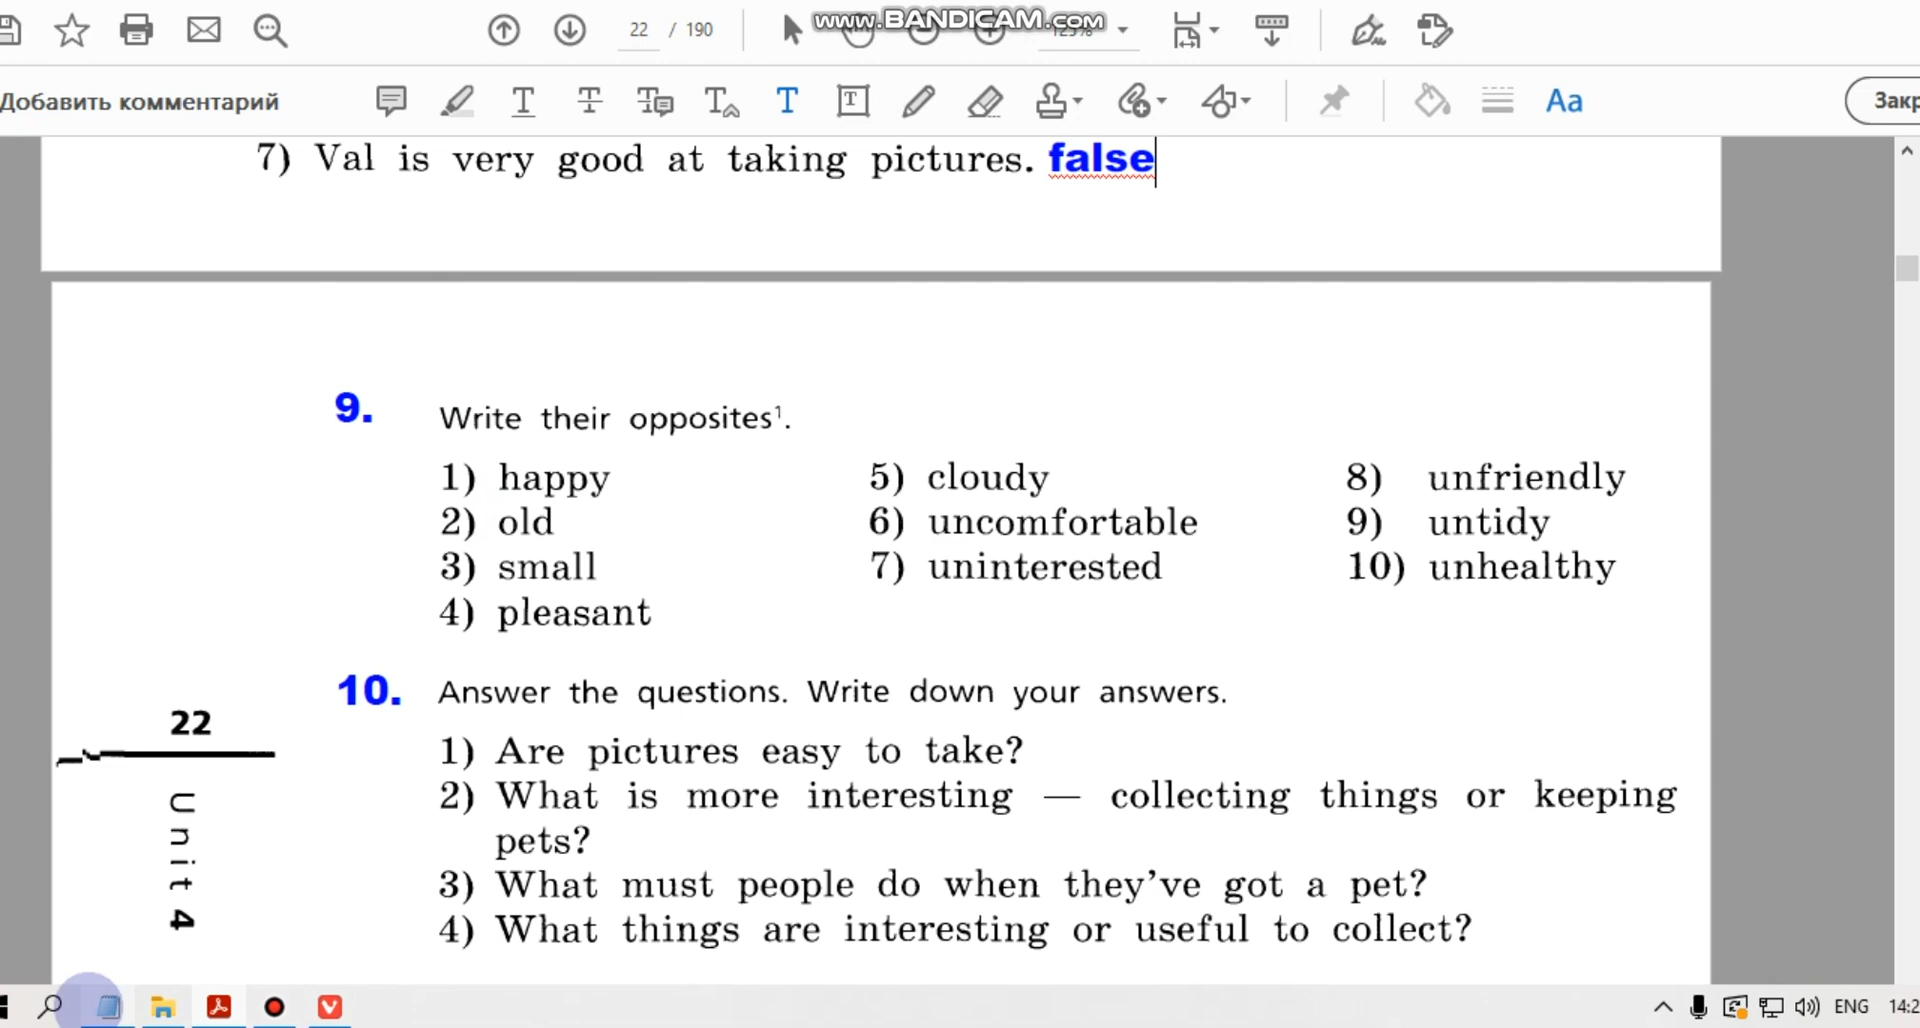 www.BANDICAM.com
22 / 190
125%
Добавить комментарий
Aa
Закр
7) Val is very good at taking pictures. false
9. Write their opposites¹.
1) happy
2) old
3) small
4) pleasant
5) cloudy
6) uncomfortable
7) uninterested
8) unfriendly
9) untidy
10) unhealthy
10. Answer the questions. Write down your answers.
1) Are pictures easy to take?
2) What is more interesting — collecting things or keeping
pets?
3) What must people do when they've got a pet?
4) What things are interesting or useful to collect?
22
Unit 4
ENG
14:2